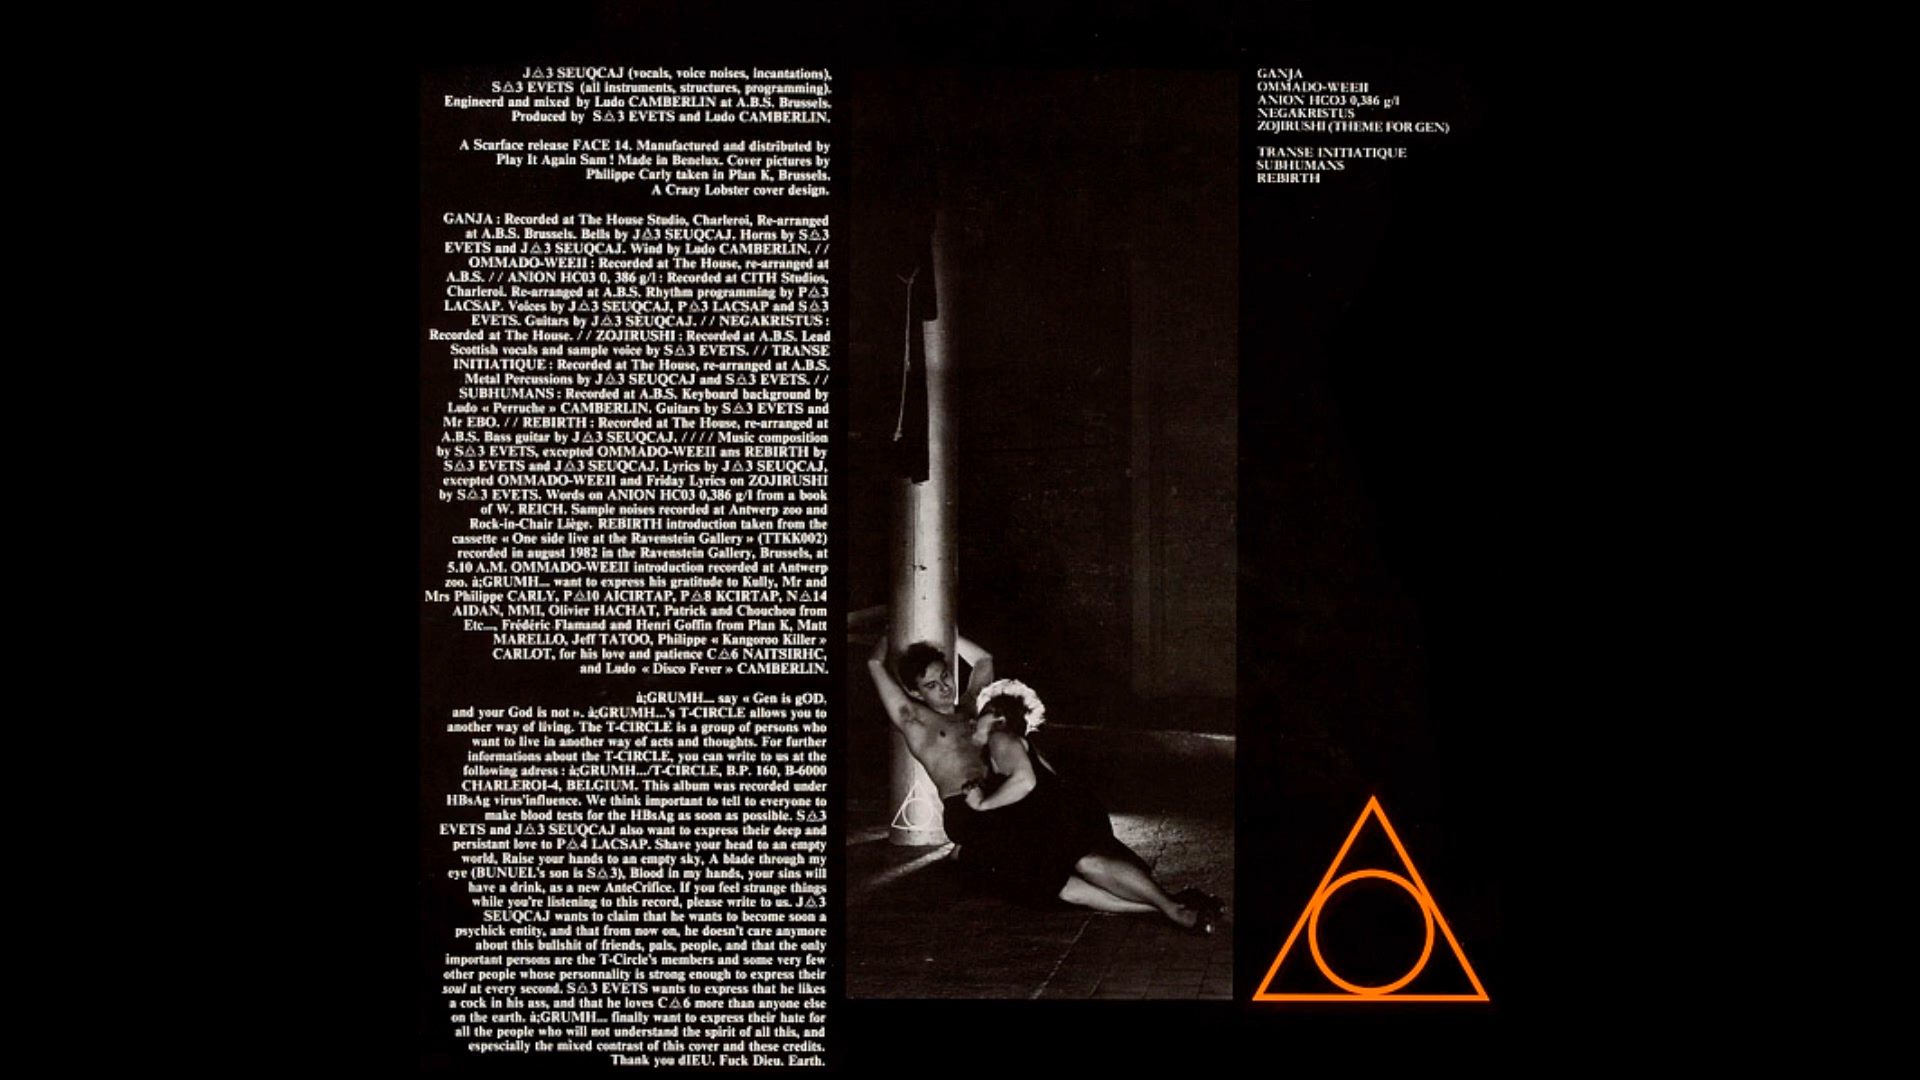 J△3 SEUQCAJ (vocals, voice noises, incantations),
S△3 EVETS (all instruments, structures, programming).
Engineerd and mixed by Ludo CAMBERLIN at A.B.S. Brussels.
Produced by S△3 EVETS and Ludo CAMBERLIN.
A Scarface release FACE 14. Manufactured and distributed by
Play It Again Sam ! Made in Benelux. Cover pictures by
Philippe Carly taken in Plan K, Brussels.
A Crazy Lobster cover design.
GANJA : Recorded at The House Studio, Charleroi, Re-arranged
at A.B.S. Brussels. Bells by J△3 SEUQCAJ. Horns by S△3
EVETS and J△3 SEUQCAJ. Wind by Ludo CAMBERLIN. / /
OMMADO-WEEII : Recorded at The House, re-arranged at
A.B.S. / / ANION HC03 0, 386 g/l : Recorded at CITH Studios,
Charleroi. Re-arranged at A.B.S. Rhythm programming by P△3
LACSAP. Voices by J△3 SEUQCAJ, P△3 LACSAP and S△3
EVETS. Guitars by J△3 SEUQCAJ. / / NEGAKRISTUS :
Recorded at The House. / / ZOJIRUSHI : Recorded at A.B.S. Lead
Scottish vocals and sample voice by S△3 EVETS. / / TRANSE
INITIATIQUE : Recorded at The House, re-arranged at A.B.S.
Metal Percussions by J△3 SEUQCAJ and S△3 EVETS. / /
SUBHUMANS : Recorded at A.B.S. Keyboard background by
Ludo « Perruche » CAMBERLIN. Guitars by S△3 EVETS and
Mr EBO. / / REBIRTH : Recorded at The House, re-arranged at
A.B.S. Bass guitar by J△3 SEUQCAJ. / / / / Music composition
by S△3 EVETS, excepted OMMADO-WEEII ans REBIRTH by
S△3 EVETS and J△3 SEUQCAJ. Lyrics by J△3 SEUQCAJ,
excepted OMMADO-WEEII and Friday Lyrics on ZOJIRUSHI
by S△3 EVETS. Words on ANION HC03 0,386 g/l from a book
of W. REICH. Sample noises recorded at Antwerp zoo and
Rock-in-Chair Liège. REBIRTH introduction taken from the
cassette « One side live at the Ravenstein Gallery » (TTKK002)
recorded in august 1982 in the Ravenstein Gallery, Brussels, at
5.10 A.M. OMMADO-WEEII introduction recorded at Antwerp
zoo. à;GRUMH... want to express his gratitude to Kully, Mr and
Mrs Philippe CARLY, P△10 AICIRTAP, P△8 KCIRTAP, N△14
AIDAN, MMI, Olivier HACHAT, Patrick and Chouchou from
Etc..., Frédéric Flamand and Henri Goffin from Plan K, Matt
MARELLO, Jeff TATOO, Philippe « Kangoroo Killer »
CARLOT, for his love and patience C△6 NAITSIRHC,
and Ludo « Disco Fever » CAMBERLIN.
à;GRUMH... say « Gen is gOD,
and your God is not ». à;GRUMH...'s T-CIRCLE allows you to
another way of living. The T-CIRCLE is a group of persons who
want to live in another way of acts and thoughts. For further
informations about the T-CIRCLE, you can write to us at the
following adress : à;GRUMH.../T-CIRCLE, B.P. 160, B-6000
CHARLEROI-4, BELGIUM. This album was recorded under
HBsAg virus'influence. We think important to tell to everyone to
make blood tests for the HBsAg as soon as possible. S△3
EVETS and J△3 SEUQCAJ also want to express their deep and
persistant love to P△4 LACSAP. Shave your head to an empty
world, Raise your hands to an empty sky, A blade through my
eye (BUNUEL's son is S△3), Blood in my hands, your sins will
have a drink, as a new AnteCrifice. If you feel strange things
while you're listening to this record, please write to us. J△3
SEUQCAJ wants to claim that he wants to become soon a
psychick entity, and that from now on, he doesn't care anymore
about this bullshit of friends, pals, people, and that the only
important persons are the T-Circle's members and some very few
other people whose personnality is strong enough to express their
soul at every second. S△3 EVETS wants to express that he likes
a cock in his ass, and that he loves C△6 more than anyone else
on the earth. à;GRUMH... finally want to express their hate for
all the people who will not understand the spirit of all this, and
espescially the mixed contrast of this cover and these credits.
Thank you dIEU. Fuck Dieu. Earth.
GANJA
OMMADO-WEEII
ANION HCO3 0,386 g/l
NEGAKRISTUS
ZOJIRUSHI (THEME FOR GEN)
TRANSE INITIATIQUE
SUBHUMANS
REBIRTH